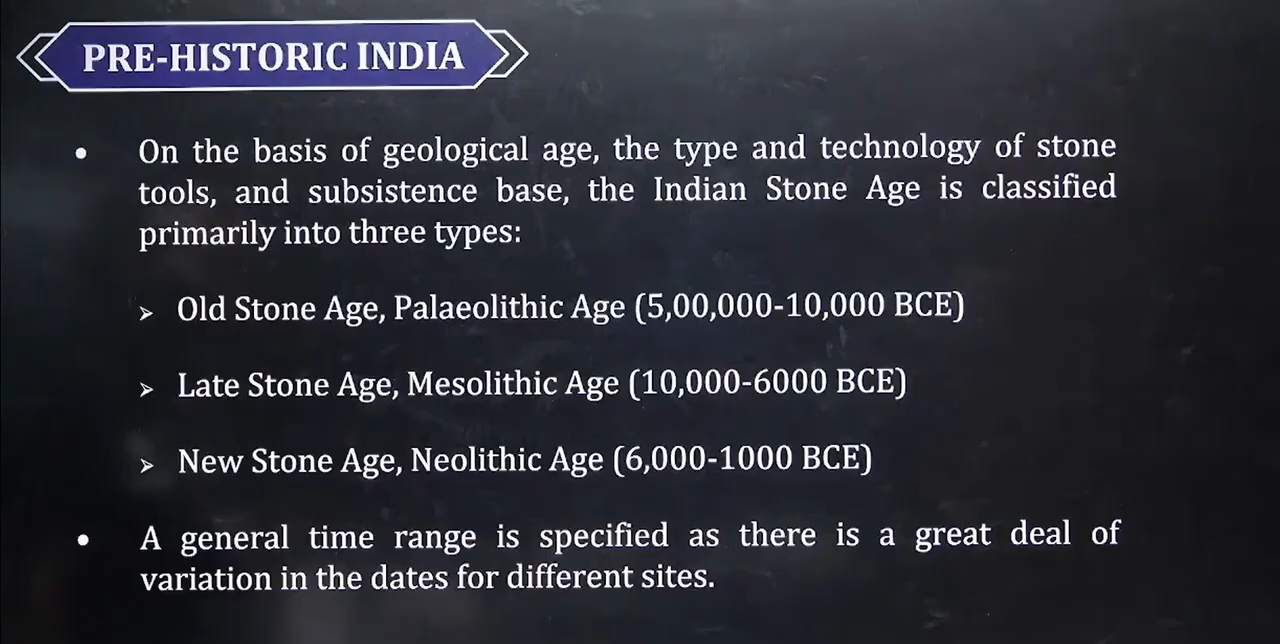 PRE-HISTORIC INDIA
• On the basis of geological age, the type and technology of stone
tools, and subsistence base, the Indian Stone Age is classified
primarily into three types:
➢ Old Stone Age, Palaeolithic Age (5,00,000-10,000 BCE)
➢ Late Stone Age, Mesolithic Age (10,000-6000 BCE)
➢ New Stone Age, Neolithic Age (6,000-1000 BCE)
• A general time range is specified as there is a great deal of
variation in the dates for different sites.